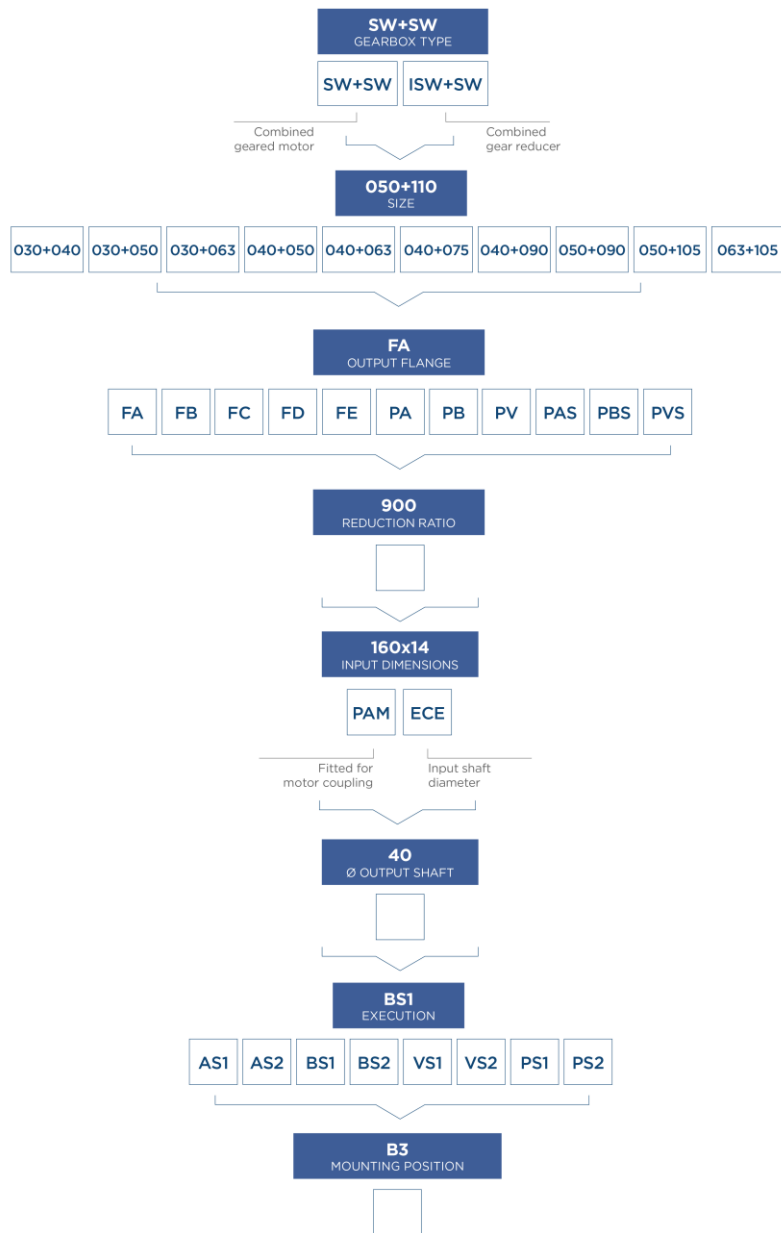 SW+SW
GEARBOX TYPE
SW+SW ISW+SW
Combined geared motor
Combined gear reducer
050+110
SIZE
030+040 030+050 030+063 040+050 040+063 040+075 040+090 050+090 050+105 063+105
FA
OUTPUT FLANGE
FA FB FC FD FE PA PB PV PAS PBS PVS
900
REDUCTION RATIO
160x14
INPUT DIMENSIONS
PAM ECE
Fitted for motor coupling
Input shaft diameter
40
Ø OUTPUT SHAFT
BS1
EXECUTION
AS1 AS2 BS1 BS2 VS1 VS2 PS1 PS2
B3
MOUNTING POSITION